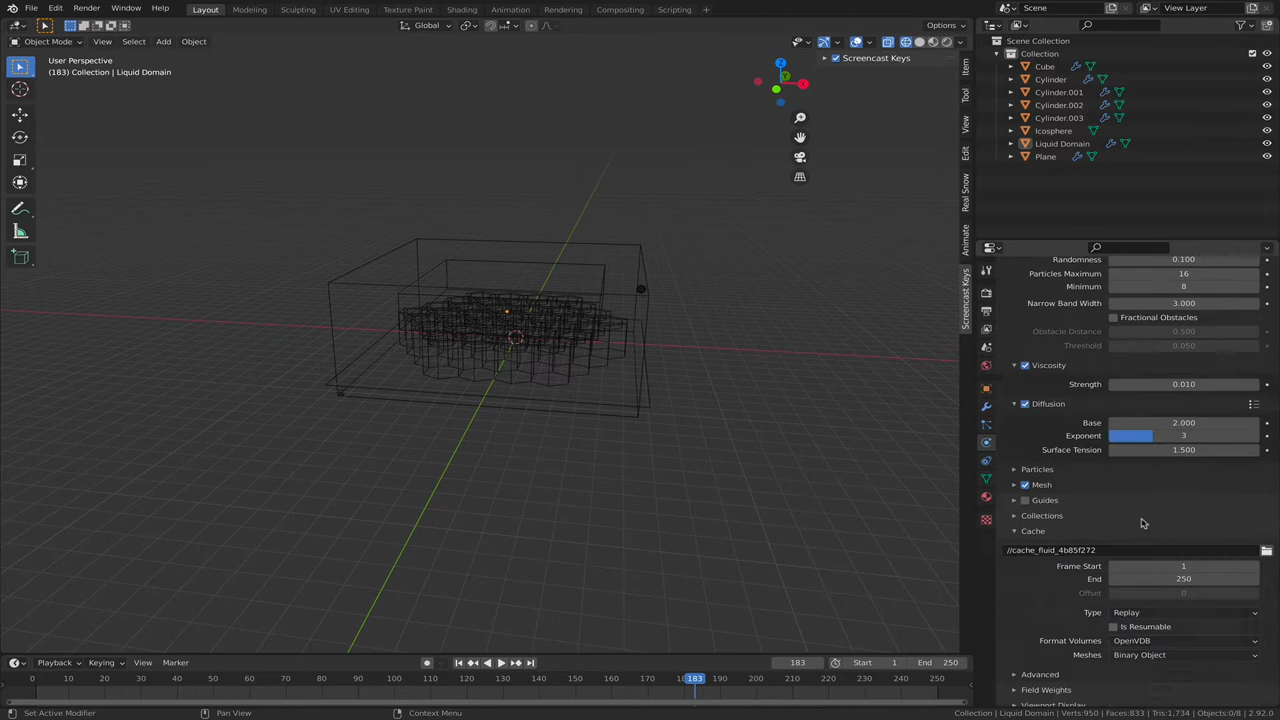 File Edit Render Window Help Layout Modeling Sculpting UV Editing Texture Paint Shading Animation Rendering Compositing Scripting Scene View Layer
Global Options
Object Mode View Select Add Object
User Perspective
(183) Collection | Liquid Domain
Screencast Keys
Item
Tool
View
Edit
Real Snow
Animate
Screencast Keys
Z
Y
X
Scene Collection
Collection
Cube
Cylinder
Cylinder.001
Cylinder.002
Cylinder.003
Icosphere
Liquid Domain
Plane
Randomness 0.100
Particles Maximum 16
Minimum 8
Narrow Band Width 3.000
Fractional Obstacles
Obstacle Distance 0.500
Threshold 0.050
Viscosity
Strength 0.010
Diffusion
Base 2.000
Exponent 3
Surface Tension 1.500
Particles
Mesh
Guides
Collections
Cache
//cache_fluid_4b85f272
Frame Start 1
End 250
Offset 0
Type Replay
Is Resumable
Format Volumes OpenVDB
Meshes Binary Object
Advanced
Field Weights
Viewport Display
Playback Keying View Marker 183 Start 1 End 250
0 10 20 30 40 50 60 70 80 90 100 110 120 130 140 150 160 170 183 190 200 210 220 230 240 250
Set Active Modifier Pan View Context Menu Collection | Liquid Domain | Verts:950 | Faces:833 | Tris:1,734 | Objects:0/8 | 2.92.0